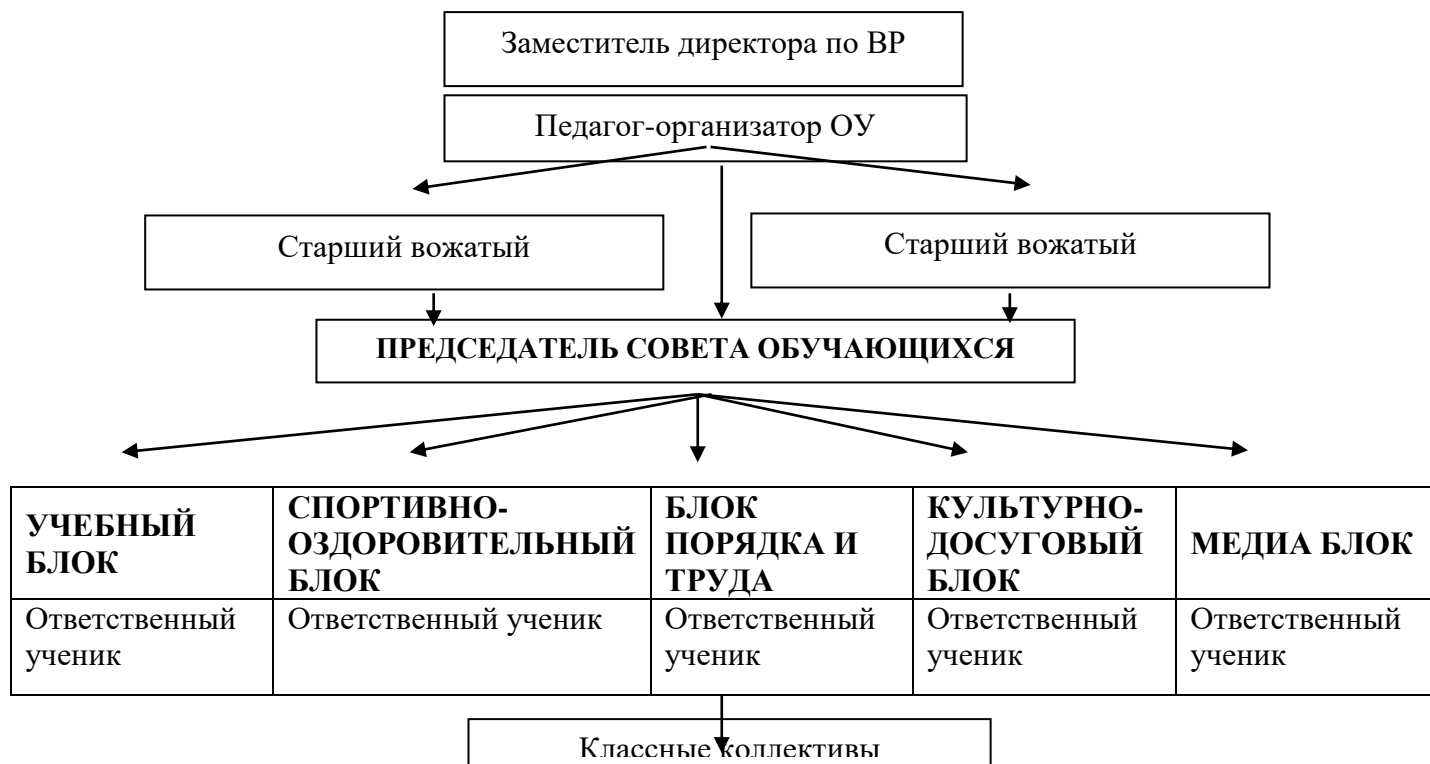 Заместитель директора по ВР
Педагог-организатор ОУ
Старший вожатый
Старший вожатый
ПРЕДСЕДАТЕЛЬ СОВЕТА ОБУЧАЮЩИХСЯ
УЧЕБНЫЙ
БЛОК
СПОРТИВНО-
ОЗДОРОВИТЕЛЬНЫЙ
БЛОК
БЛОК
ПОРЯДКА И
ТРУДА
КУЛЬТУРНО-
ДОСУГОВЫЙ
БЛОК
МЕДИА БЛОК
Ответственный
ученик
Ответственный ученик
Ответственный
ученик
Ответственный
ученик
Ответственный
ученик
Классные коллективы